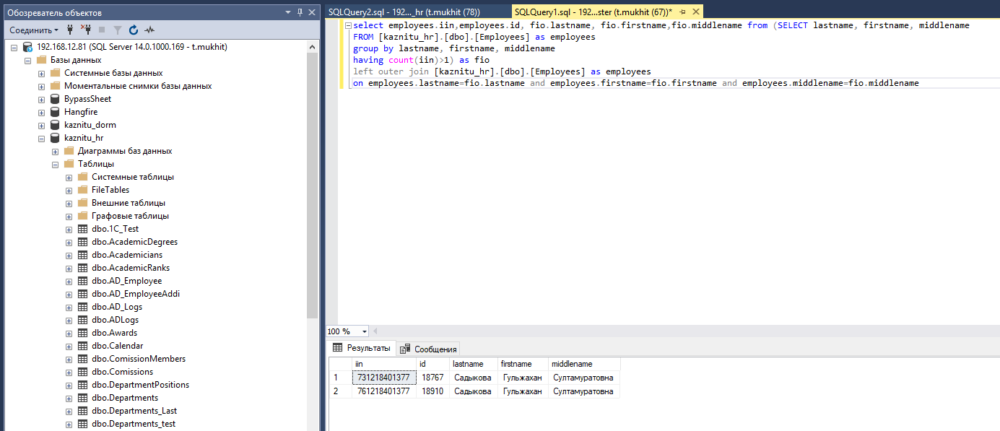 Обозреватель объектов
Соединить
192.168.12.81 (SQL Server 14.0.1000.169 - t.mukhit)
Базы данных
Системные базы данных
Моментальные снимки базы данных
BypassSheet
Hangfire
kaznitu_dorm
kaznitu_hr
Диаграммы баз данных
Таблицы
Системные таблицы
FileTables
Внешние таблицы
Графовые таблицы
dbo.1C_Test
dbo.AcademicDegrees
dbo.Academicians
dbo.AcademicRanks
dbo.AD_Employee
dbo.AD_EmployeeAddi
dbo.AD_Logs
dbo.ADLogs
dbo.Awards
dbo.Calendar
dbo.ComissionMembers
dbo.Comissions
dbo.DepartmentPositions
dbo.Departments
dbo.Departments_Last
dbo.Departments_test
SQLQuery2.sql - 192..._hr (t.mukhit (78)) SQLQuery1.sql - 192...ster (t.mukhit (67))*
select employees.iin,employees.id, fio.lastname, fio.firstname,fio.middlename from (SELECT lastname, firstname, middlename
FROM [kaznitu_hr].[dbo].[Employees] as employees
group by lastname, firstname, middlename
having count(iin)>1) as fio
left outer join [kaznitu_hr].[dbo].[Employees] as employees
on employees.lastname=fio.lastname and employees.firstname=fio.firstname and employees.middlename=fio.middlename
100 %
Результаты Сообщения
iin id lastname firstname middlename
1 731218401377 18767 Садыкова Гульжахан Султамуратовна
2 761218401377 18910 Садыкова Гульжахан Султамуратовна